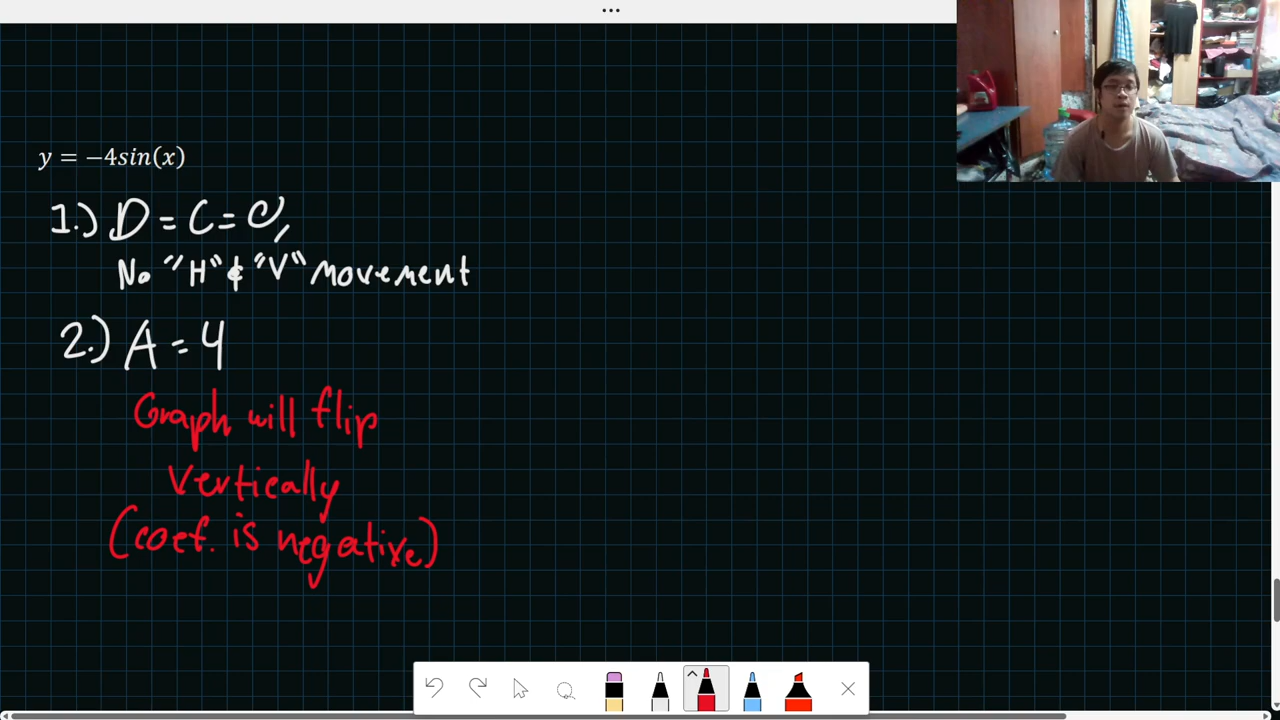 y = −4sin(x)
1.) D = C = 0,
No "H" & "V" movement
2.) A = 4
Graph will flip
Vertically
(coef. is negative)